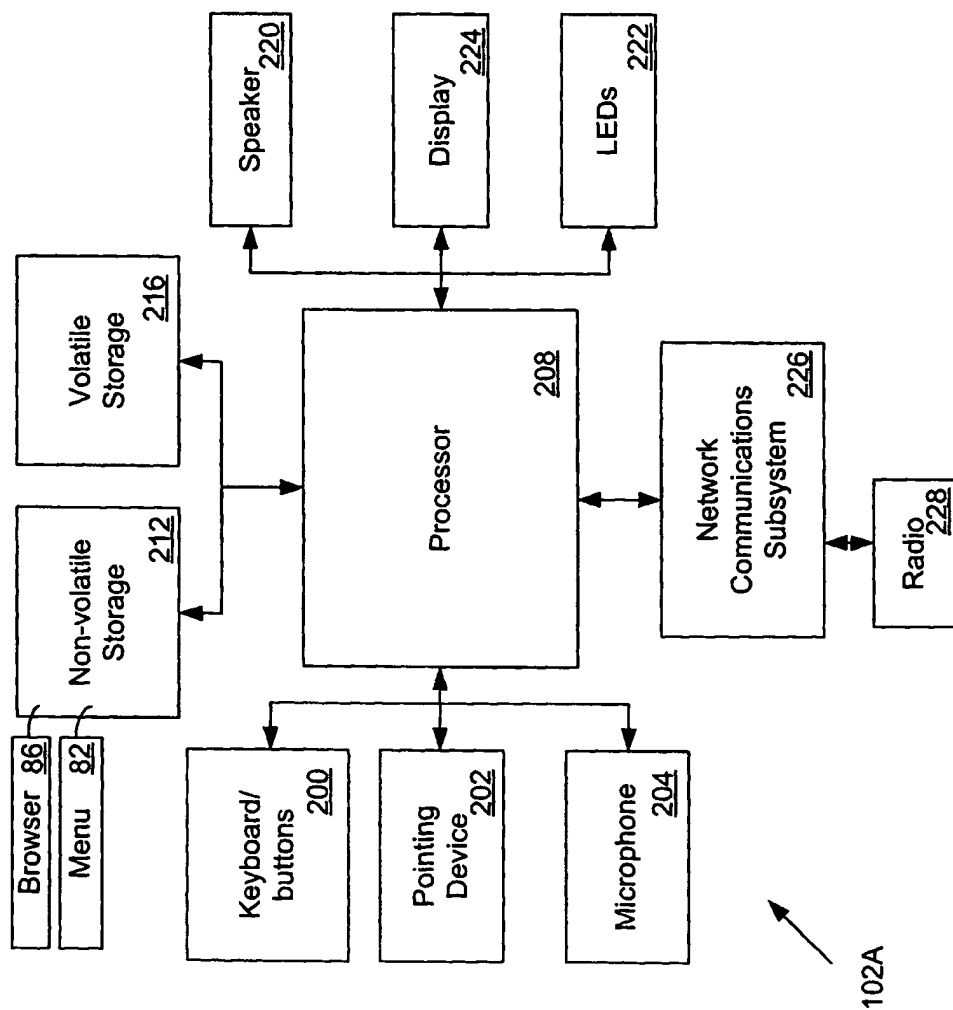 Browser 86
Menu 82
Non-volatile
Storage
212
Volatile
Storage
216
Keyboard/
buttons
200
Pointing
Device
202
Microphone
204
Processor
208
Speaker
220
Display
224
LEDs
222
Network
Communications
Subsystem
226
Radio
228
102A